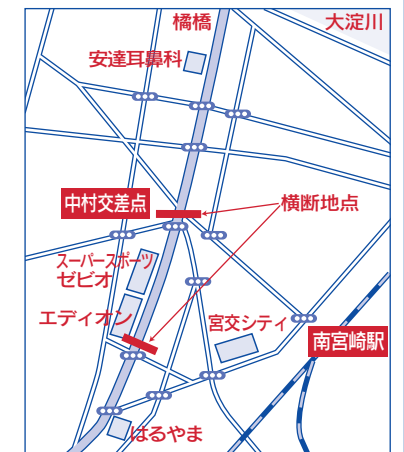 橘橋
大淀川
安達耳鼻科
中村交差点
横断地点
スーパースポーツ
ゼビオ
エディオン
宮交シティ
南宮崎駅
はるやま